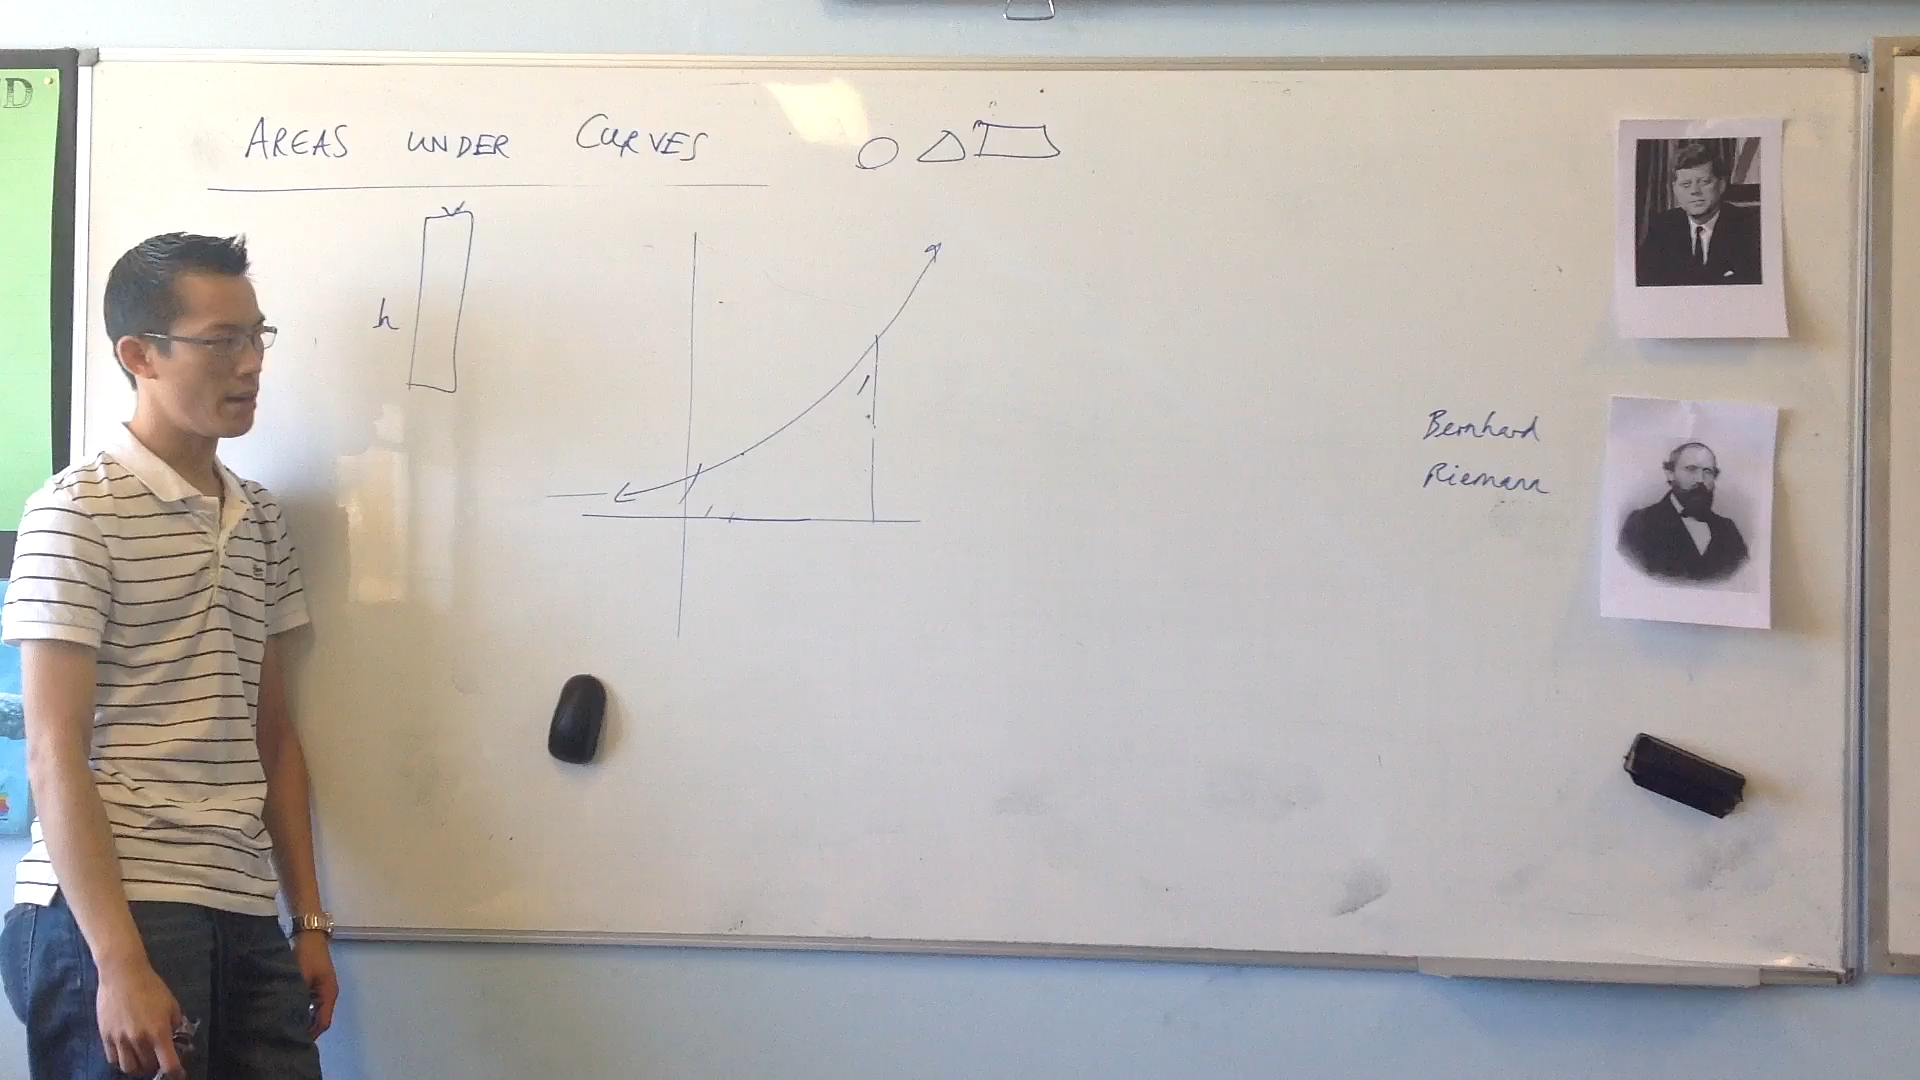 D
AREAS UNDER CURVES
h
Bernhard
Riemann